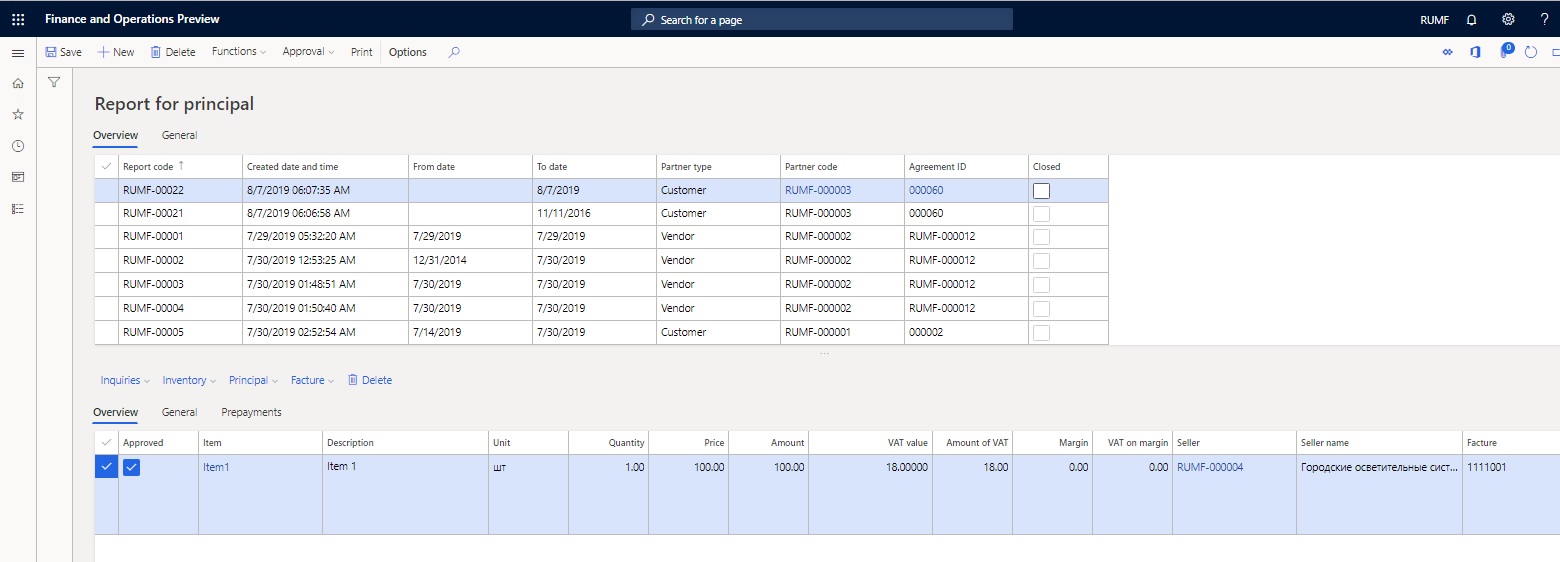 Finance and Operations Preview Search for a page RUMF ?
Save New Delete Functions Approval Print Options 0
Report for principal
Overview General
Report code ↑ Created date and time From date To date Partner type Partner code Agreement ID Closed
RUMF-00022 8/7/2019 06:07:35 AM 8/7/2019 Customer RUMF-000003 000060
RUMF-00021 8/7/2019 06:06:58 AM 11/11/2016 Customer RUMF-000003 000060
RUMF-00001 7/29/2019 05:32:20 AM 7/29/2019 7/29/2019 Vendor RUMF-000002 RUMF-000012
RUMF-00002 7/30/2019 12:53:25 AM 12/31/2014 7/30/2019 Vendor RUMF-000002 RUMF-000012
RUMF-00003 7/30/2019 01:48:51 AM 7/30/2019 7/30/2019 Vendor RUMF-000002 RUMF-000012
RUMF-00004 7/30/2019 01:50:40 AM 7/30/2019 7/30/2019 Vendor RUMF-000002 RUMF-000012
RUMF-00005 7/30/2019 02:52:54 AM 7/14/2019 7/30/2019 Customer RUMF-000001 000002
...
Inquiries Inventory Principal Facture Delete
Overview General Prepayments
Approved Item Description Unit Quantity Price Amount VAT value Amount of VAT Margin VAT on margin Seller Seller name Facture
Item1 Item 1 шт 1.00 100.00 100.00 18.00000 18.00 0.00 0.00 RUMF-000004 Городские осветительные сист... 1111001